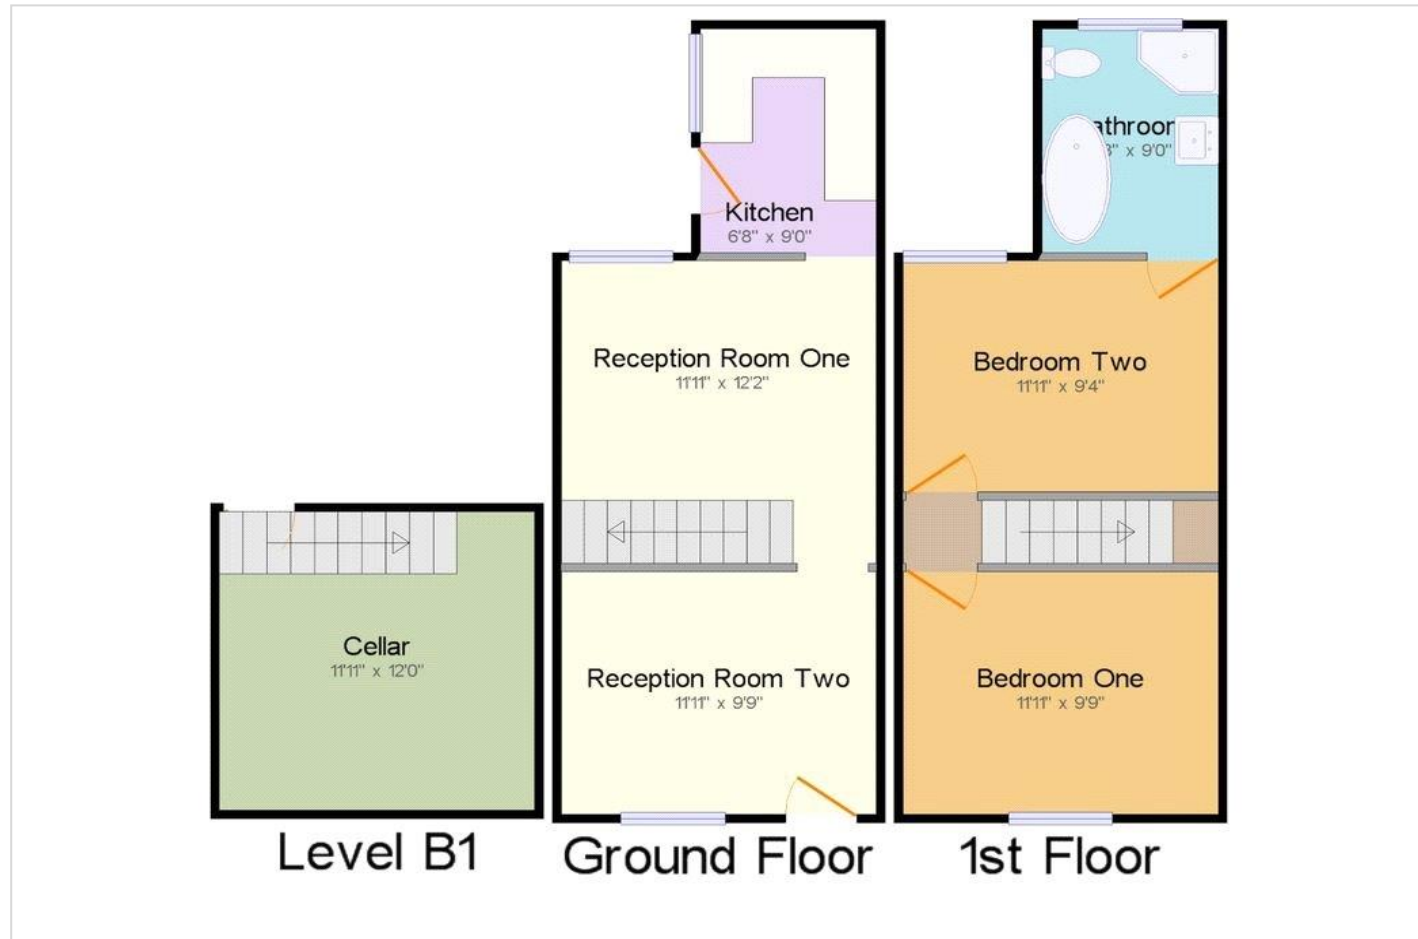 Kitchen
6'8" x 9'0"
Reception Room One
11'11" x 12'2"
Reception Room Two
11'11" x 9'9"
Ground Floor
Cellar
11'11" x 12'0"
Level B1
x 9'0"
Bedroom Two
11'11" x 9'4"
Bedroom One
11'11" x 9'9"
1st Floor